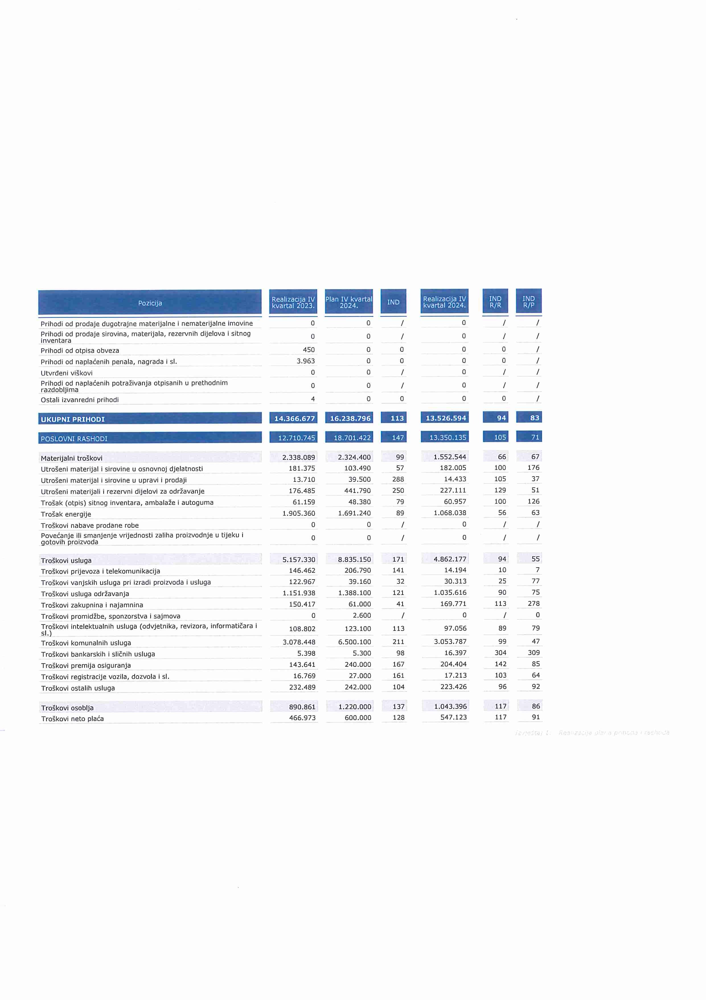 Pozicija Realizacija IV kvartal 2023. Plan IV kvartal 2024. IND Realizacija IV kvartal 2024. IND R/R IND R/P
Prihodi od prodaje dugotrajne materijalne i nematerijalne imovine 0 0 / 0 / /
Prihodi od prodaje sirovina, materijala, rezervnih dijelova i sitnog
inventara 0 0 / 0 / /
Prihodi od otpisa obveza 450 0 0 0 0 /
Prihodi od naplaćenih penala, nagrada i sl. 3.963 0 0 0 0 /
Utvrđeni viškovi 0 0 / 0 / /
Prihodi od naplaćenih potraživanja otpisanih u prethodnim
razdobljima 0 0 / 0 / /
Ostali izvanredni prihodi 4 0 0 0 0 /
UKUPNI PRIHODI 14.366.677 16.238.796 113 13.526.594 94 83
POSLOVNI RASHODI 12.710.745 18.701.422 147 13.350.135 105 71
Materijalni troškovi 2.338.089 2.324.400 99 1.552.544 66 67
Utrošeni materijal i sirovine u osnovnoj djelatnosti 181.375 103.490 57 182.005 100 176
Utrošeni materijal i sirovine u upravi i prodaji 13.710 39.500 288 14.433 105 37
Utrošeni materijali i rezervni dijelovi za održavanje 176.485 441.790 250 227.111 129 51
Trošak (otpis) sitnog inventara, ambalaže i autoguma 61.159 48.380 79 60.957 100 126
Trošak energije 1.905.360 1.691.240 89 1.068.038 56 63
Troškovi nabave prodane robe 0 0 / 0 / /
Povećanje ili smanjenje vrijednosti zaliha proizvodnje u tijeku i
gotovih proizvoda 0 0 / 0 / /
Troškovi usluga 5.157.330 8.835.150 171 4.862.177 94 55
Troškovi prijevoza i telekomunikacija 146.462 206.790 141 14.194 10 7
Troškovi vanjskih usluga pri izradi proizvoda i usluga 122.967 39.160 32 30.313 25 77
Troškovi usluga održavanja 1.151.938 1.388.100 121 1.035.616 90 75
Troškovi zakupnina i najamnina 150.417 61.000 41 169.771 113 278
Troškovi promidžbe, sponzorstva i sajmova 0 2.600 / 0 / 0
Troškovi intelektualnih usluga (odvjetnika, revizora, informatičara i
sl.) 108.802 123.100 113 97.056 89 79
Troškovi komunalnih usluga 3.078.448 6.500.100 211 3.053.787 99 47
Troškovi bankarskih i sličnih usluga 5.398 5.300 98 16.397 304 309
Troškovi premija osiguranja 143.641 240.000 167 204.404 142 85
Troškovi registracije vozila, dozvola i sl. 16.769 27.000 161 17.213 103 64
Troškovi ostalih usluga 232.489 242.000 104 223.426 96 92
Troškovi osoblja 890.861 1.220.000 137 1.043.396 117 86
Troškovi neto plaća 466.973 600.000 128 547.123 117 91
Izvještaj 1: Realizacija plana prihoda i rashoda